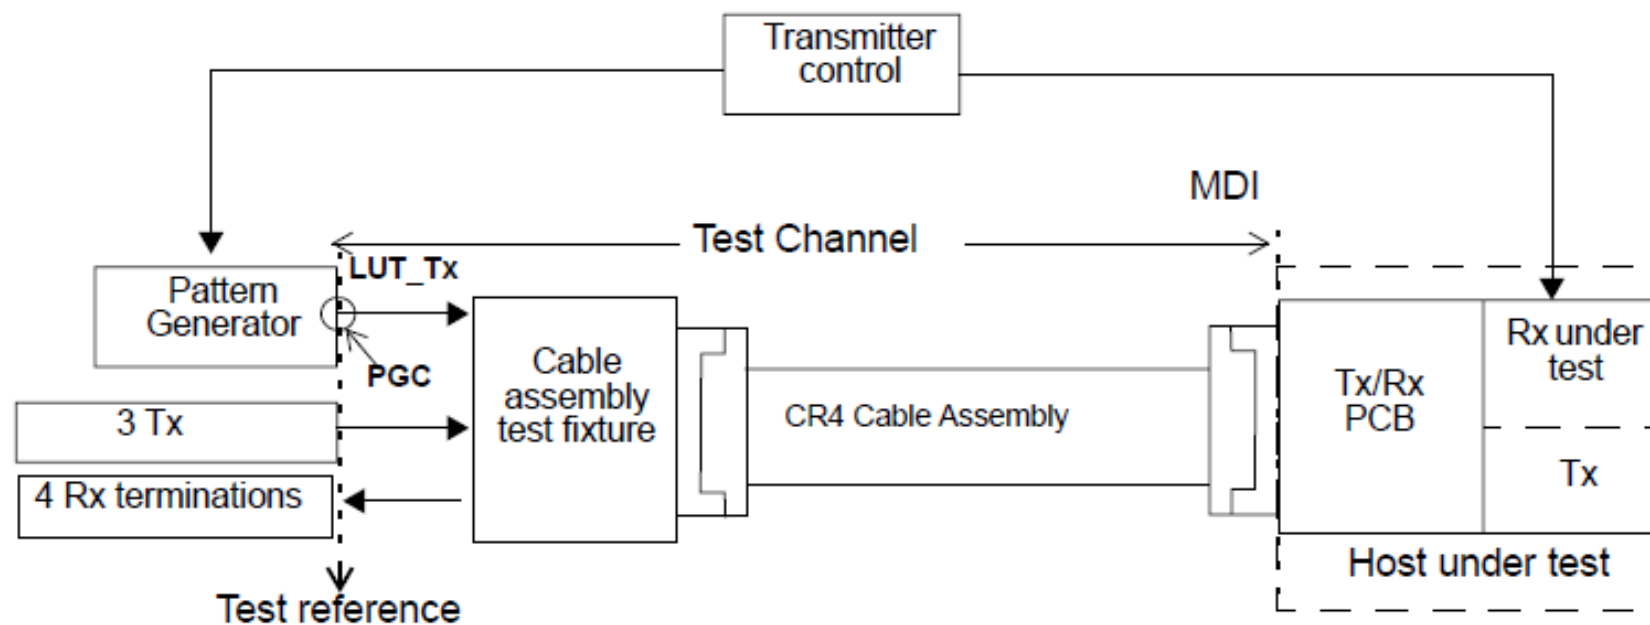 Transmitter
control
MDI
Test Channel
LUT_Tx
Pattern
Generator
PGC
3 Tx
4 Rx terminations
Cable
assembly
test fixture
CR4 Cable Assembly
Tx/Rx
PCB
Rx under
test
Tx
Host under test
Test reference